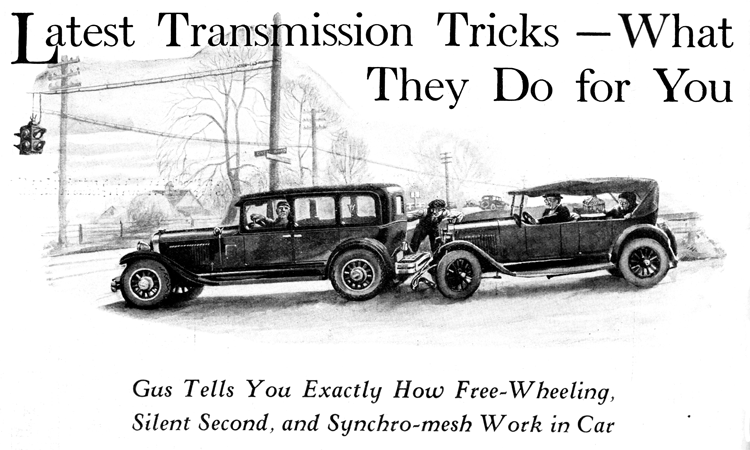 Latest Transmission Tricks — What
They Do for You
Gus Tells You Exactly How Free-Wheeling,
Silent Second, and Synchro-mesh Work in Car